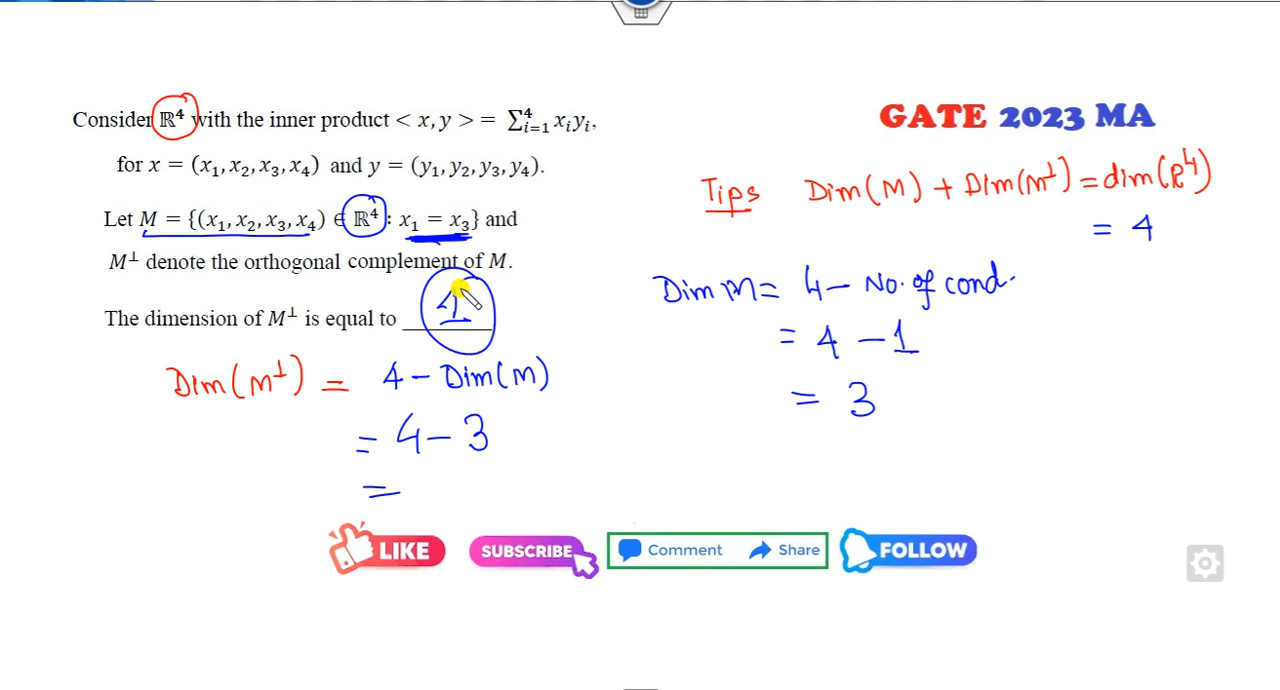 Consider ℝ⁴ with the inner product < x, y > = ∑⁴ᵢ₌₁ xᵢyᵢ,
for x = (x₁, x₂, x₃, x₄) and y = (y₁, y₂, y₃, y₄).
Let M = {(x₁, x₂, x₃, x₄) ∈ ℝ⁴: x₁ = x₃} and
M⊥ denote the orthogonal complement of M.
The dimension of M⊥ is equal to ________
1
Dim(M⊥) = 4 – Dim(M)
= 4 – 3
=
GATE 2023 MA
Tips Dim(M) + Dim(M⊥) = dim(R⁴)
= 4
Dim M = 4 – No. of cond.
= 4 – 1
= 3
LIKE
SUBSCRIBE
Comment Share
FOLLOW